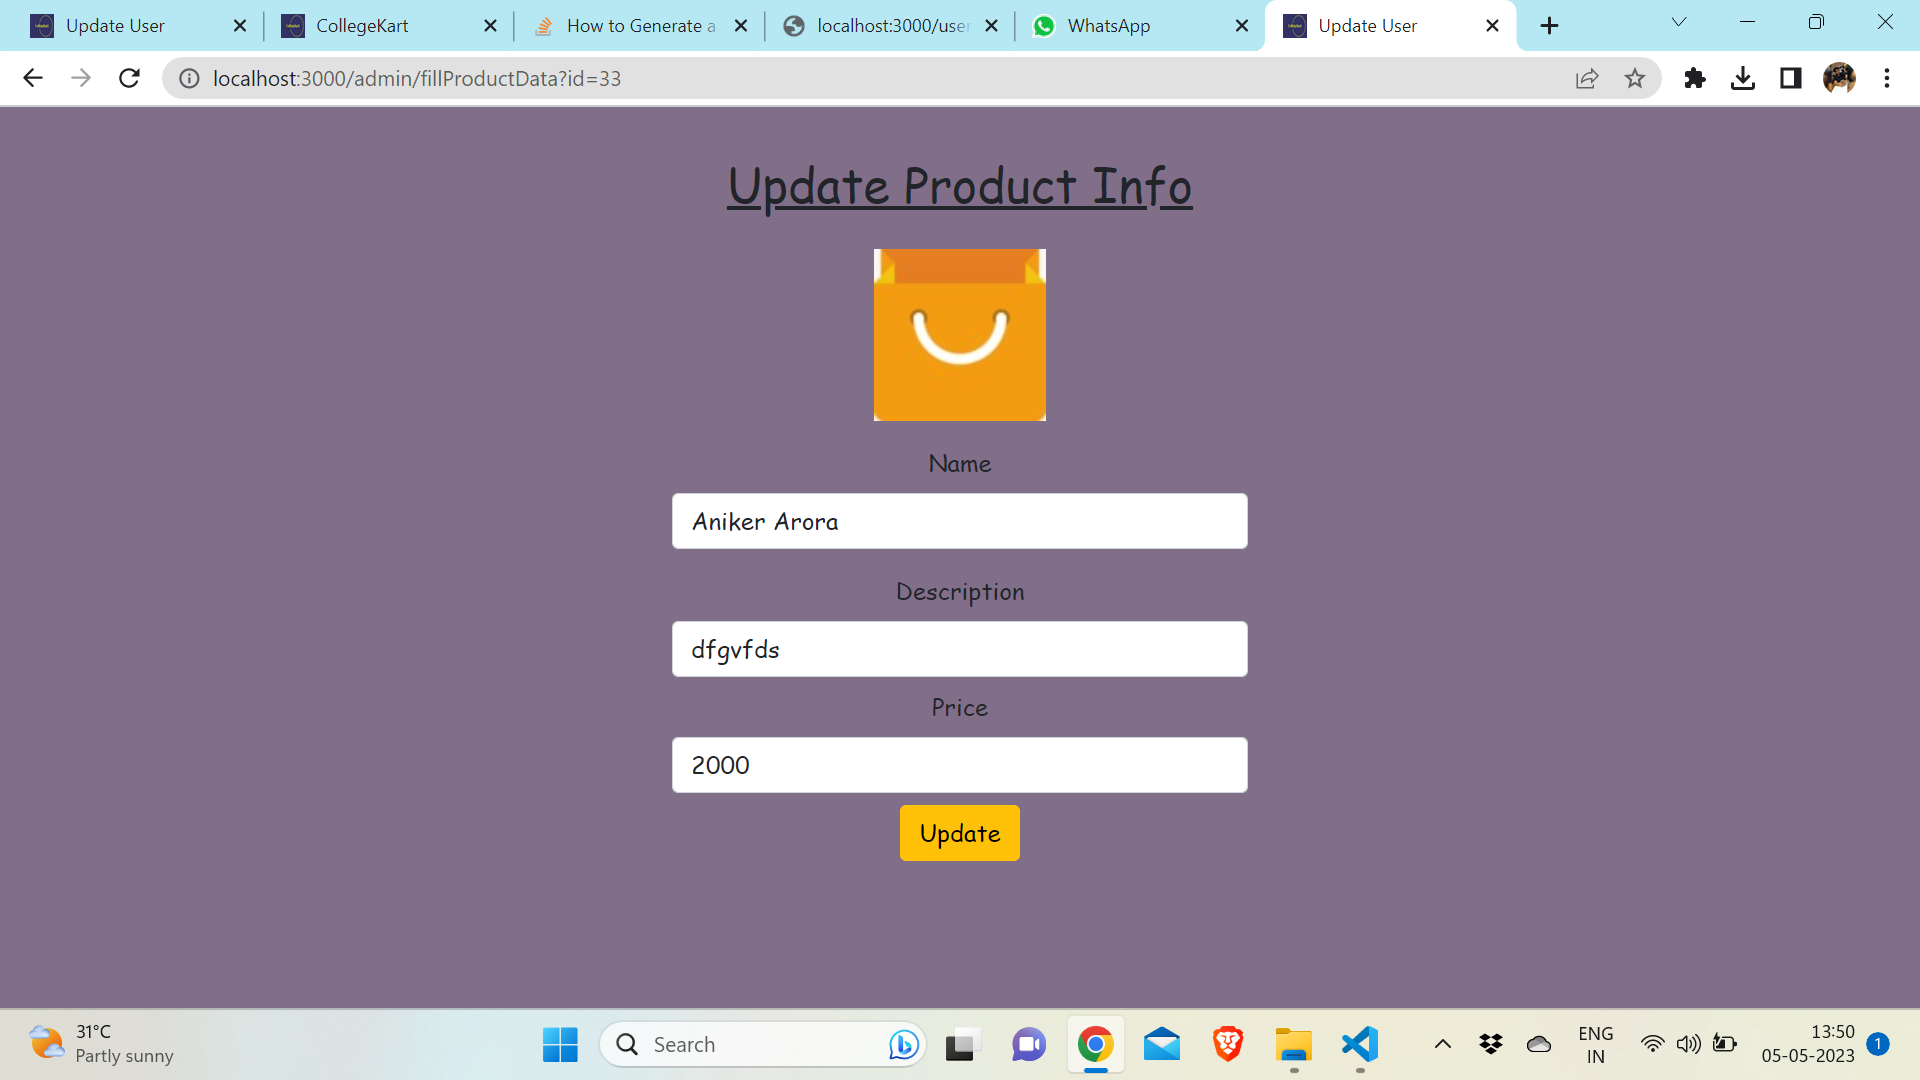 Update User
CollegeKart
How to Generate a
localhost:3000/user
WhatsApp
Update User
localhost:3000/admin/fillProductData?id=33
Update Product Info
Name
Aniker Arora
Description
dfgvfds
Price
2000
Update
31°C
Partly sunny
Search
ENG
IN
13:50
05-05-2023
1